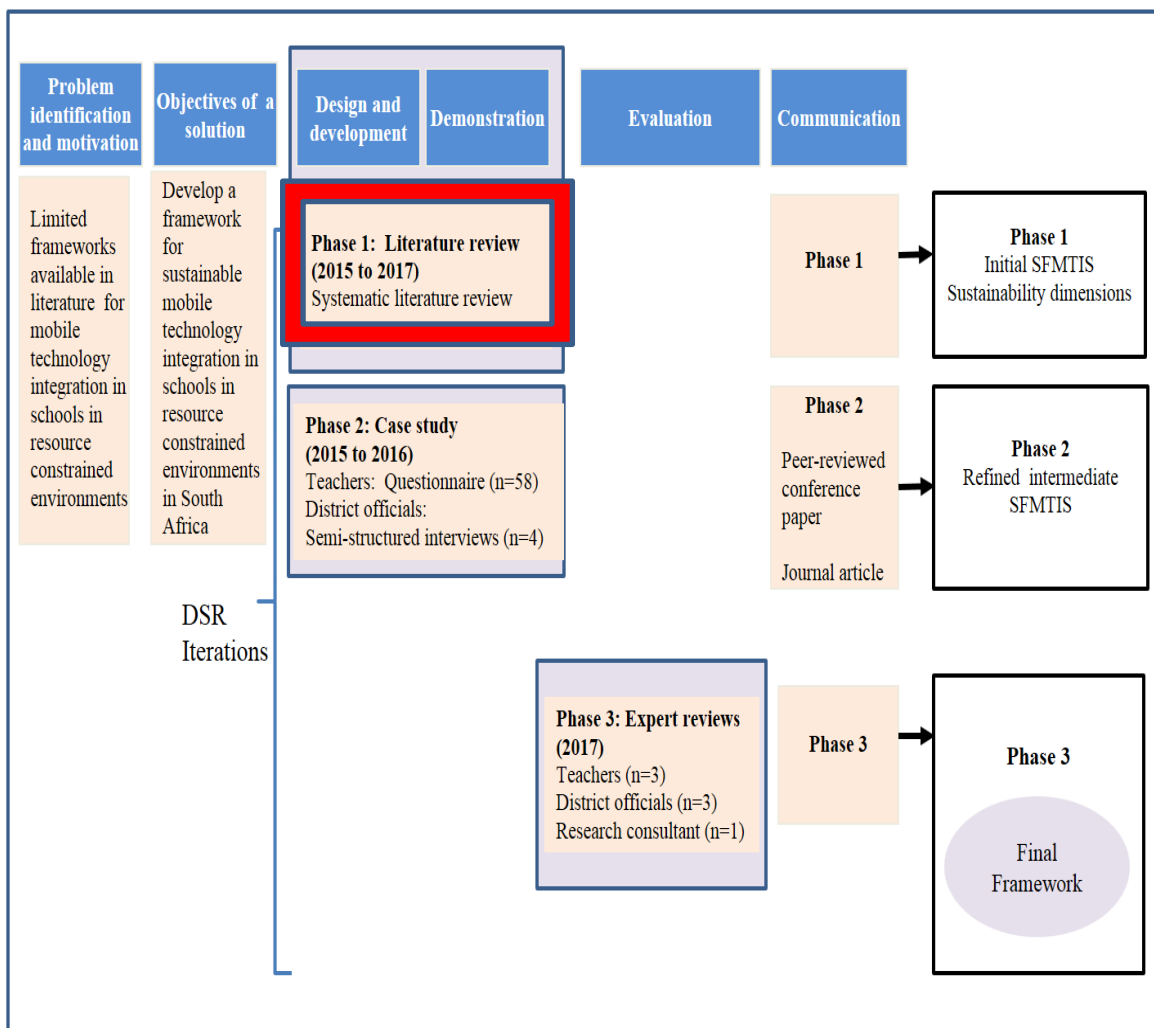 Problem
identification
and motivation
Objectives of a
solution
Design and
development
Demonstration
Evaluation
Communication
Limited
frameworks
available in
literature for
mobile
technology
integration in
schools in
resource
constrained
environments
Develop a
framework
for
sustainable
mobile
technology
integration in
schools in
resource
constrained
environments
in South
Africa
DSR
Iterations
Phase 1: Literature review
(2015 to 2017)
Systematic literature review
Phase 1
Phase 1
Initial SFMTIS
Sustainability dimensions
Phase 2: Case study
(2015 to 2016)
Teachers: Questionnaire (n=58)
District officials:
Semi-structured interviews (n=4)
Phase 2
Peer-reviewed
conference
paper
Journal article
Phase 2
Refined intermediate
SFMTIS
Phase 3: Expert reviews
(2017)
Teachers (n=3)
District officials (n=3)
Research consultant (n=1)
Phase 3
Phase 3
Final
Framework